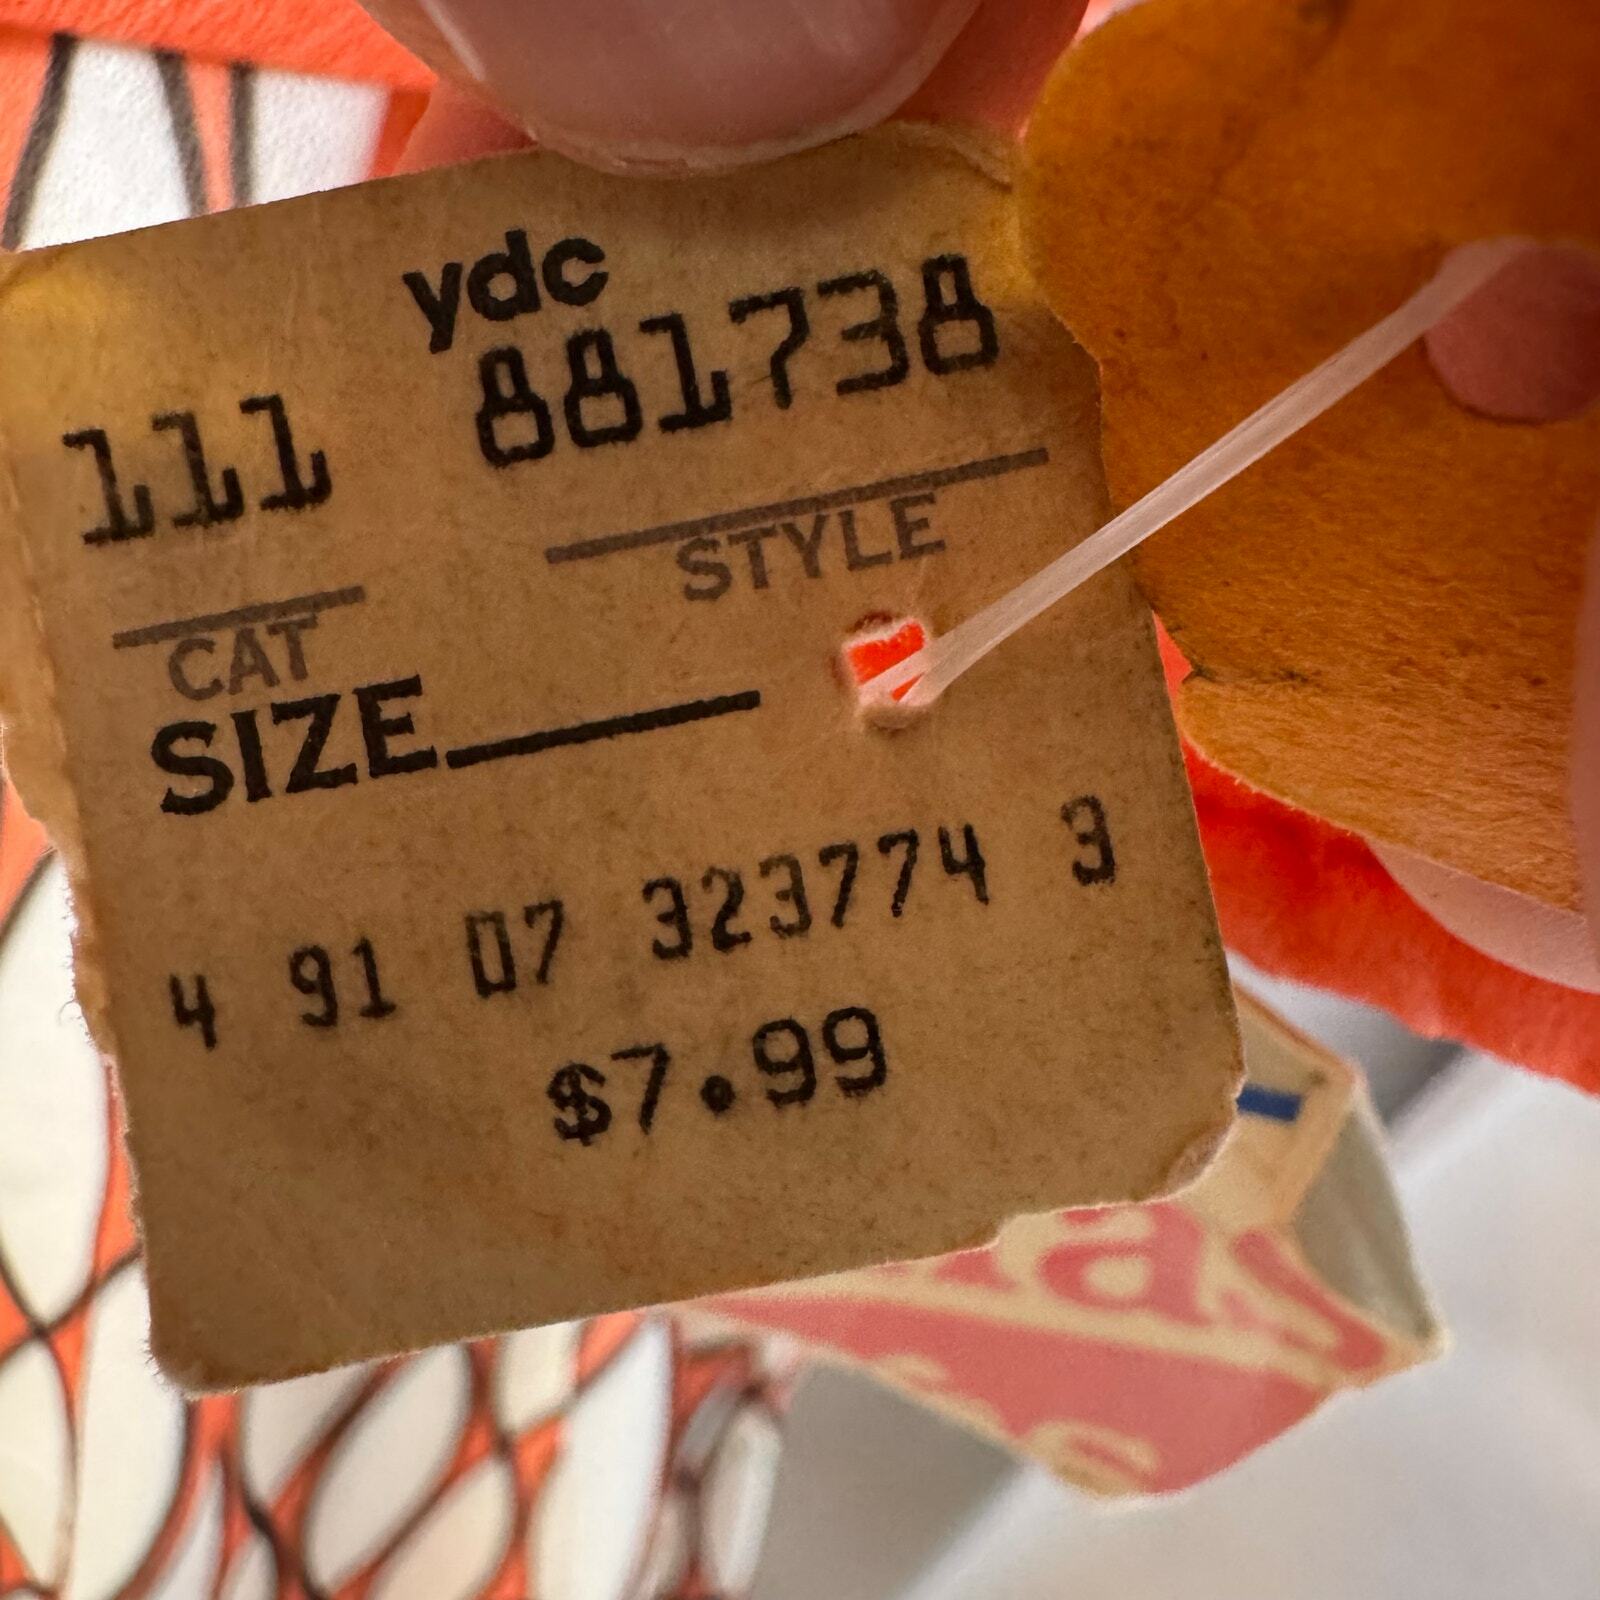 ydc
111 881738
CAT STYLE
SIZE
4 91 07 323774 3
$7.99